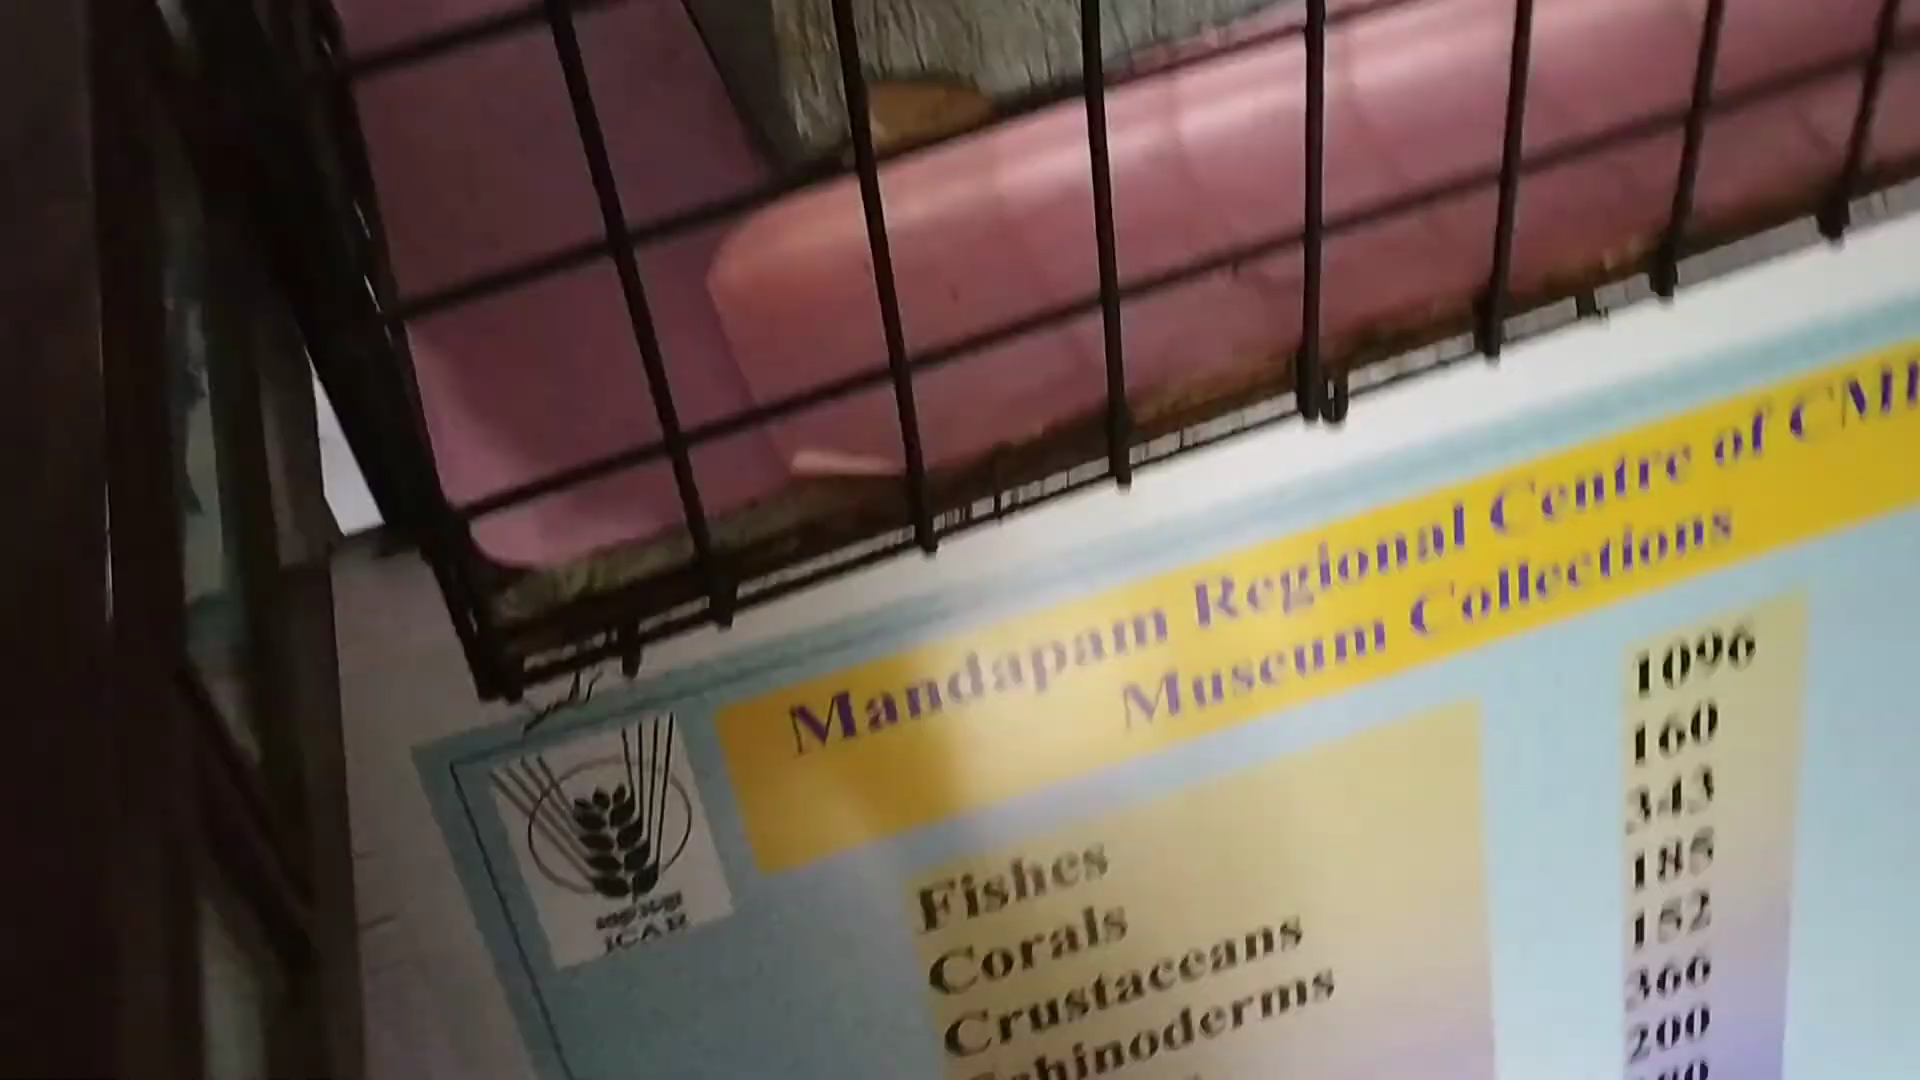 Mandapam Regional Centre of
Museum Collections
ICAR
Fishes 1096
Corals 160
Crustaceans 343
185
152
366
200